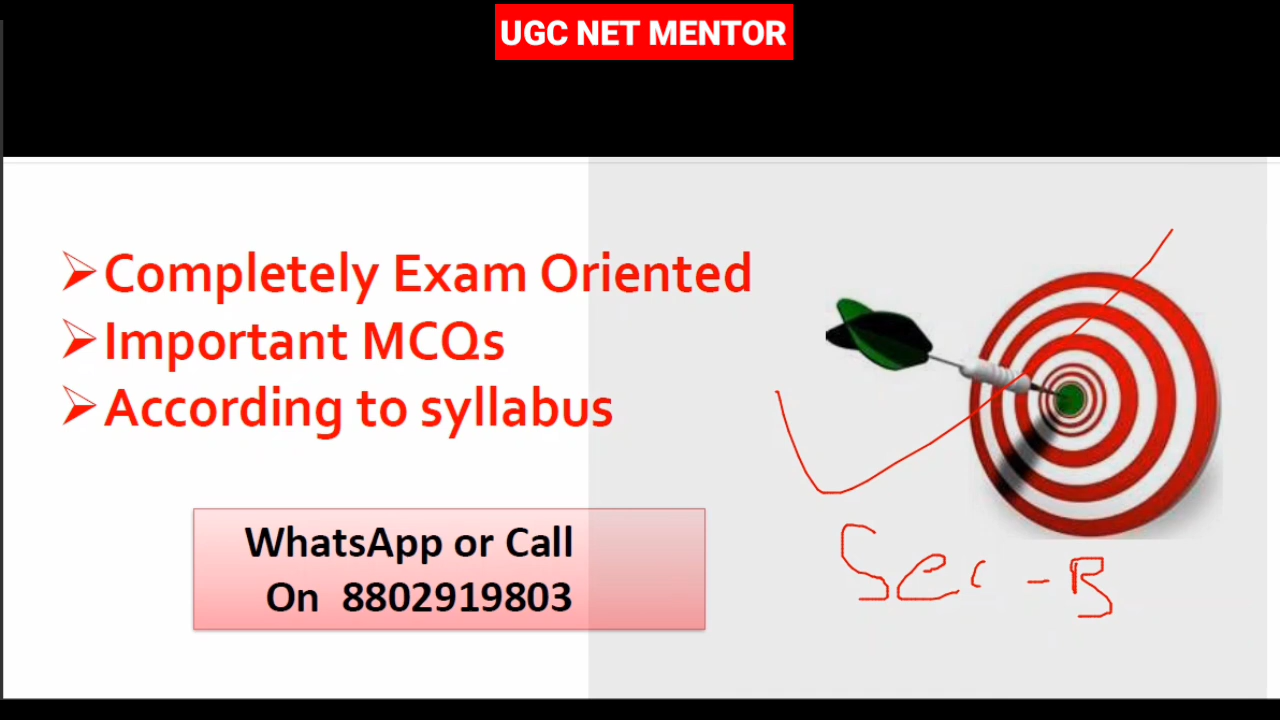 UGC NET MENTOR
➢Completely Exam Oriented
➢Important MCQs
➢According to syllabus
WhatsApp or Call
On 8802919803
Sec - B